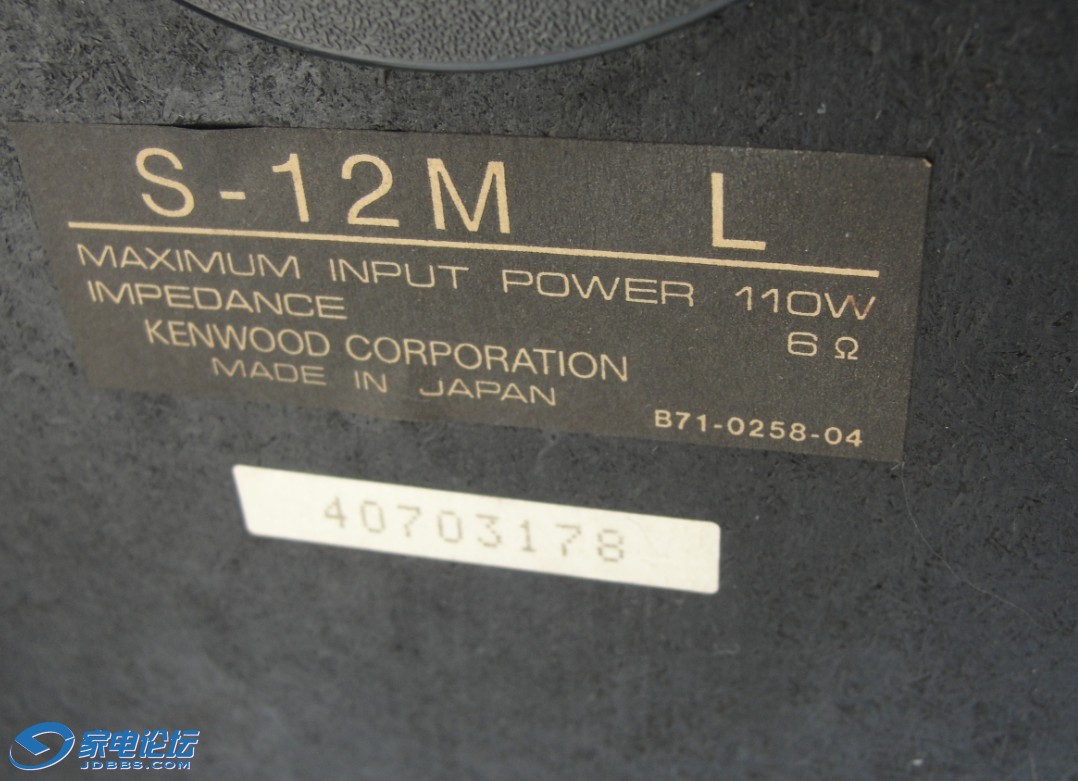 S-12M L
MAXIMUM INPUT POWER 110W
IMPEDANCE 6Ω
KENWOOD CORPORATION
MADE IN JAPAN
B71-0258-04
40703178
家电论坛
JDBBS.COM